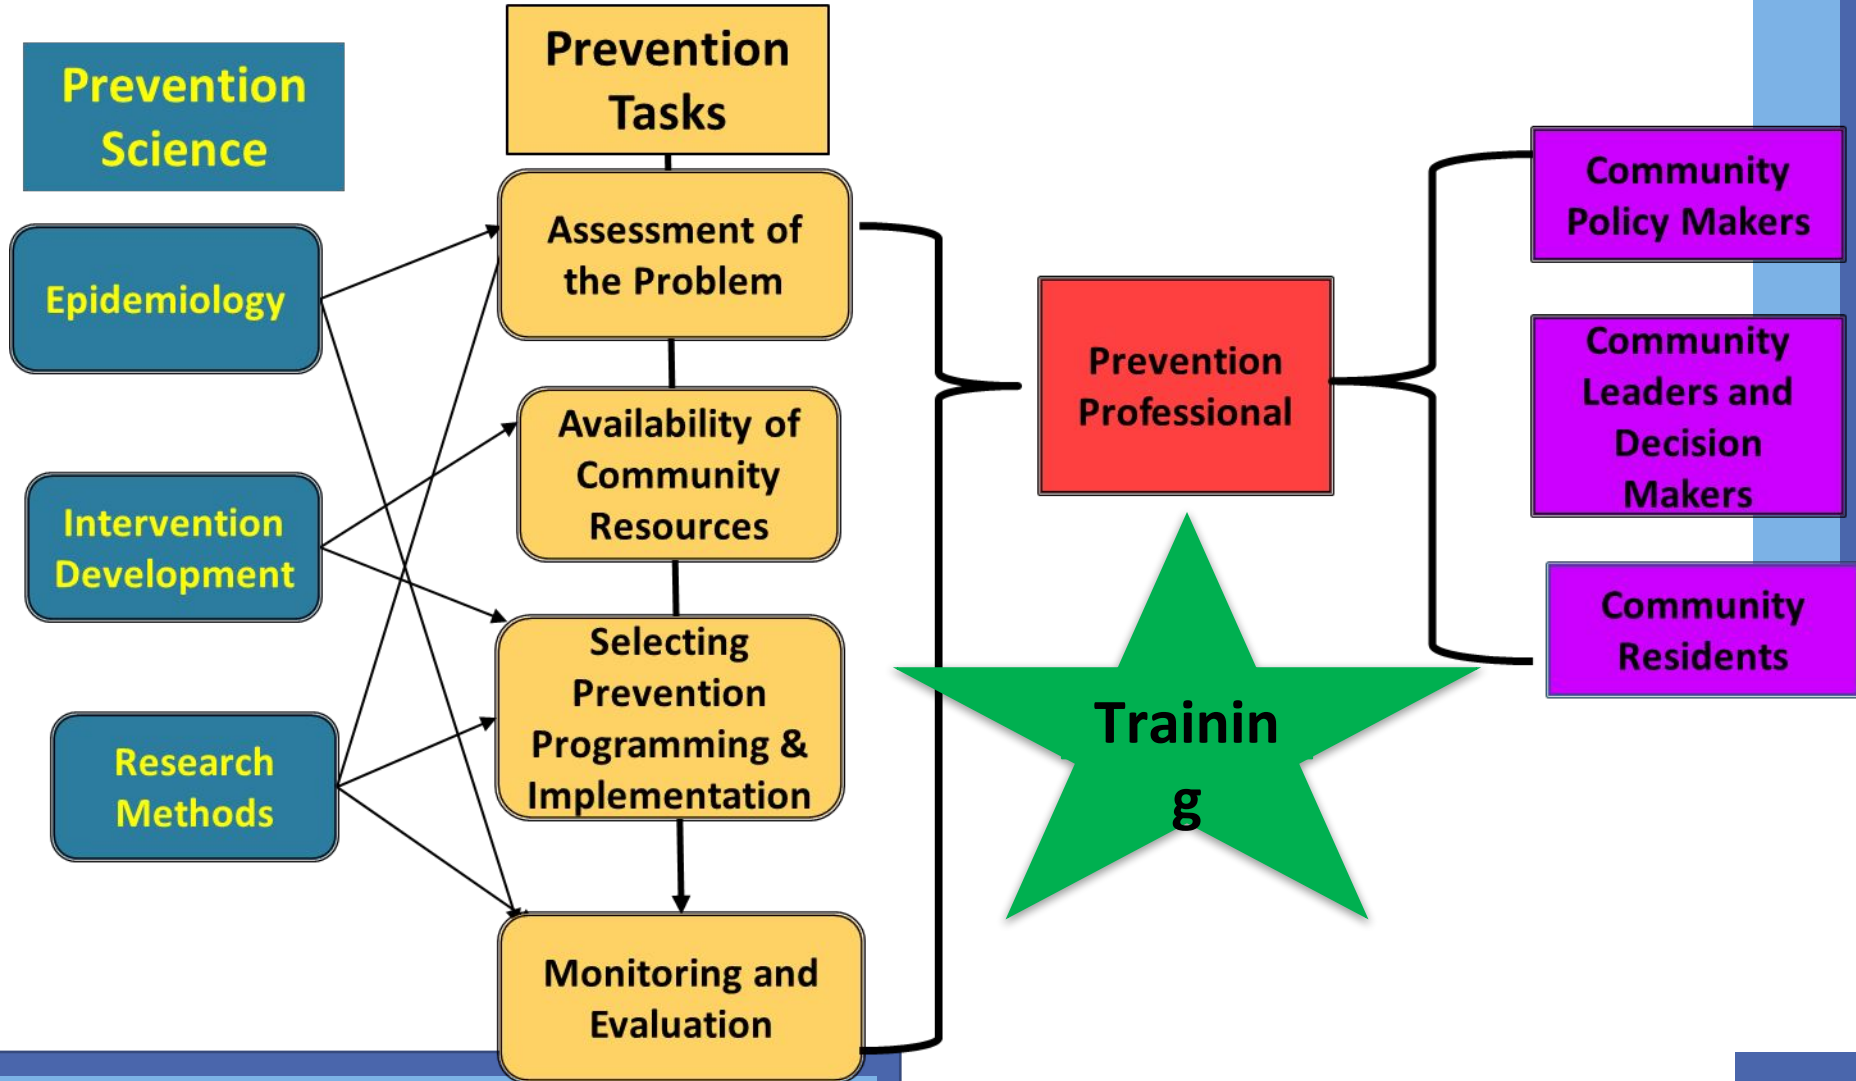 Prevention
Science
Epidemiology
Intervention
Development
Research
Methods
Prevention
Tasks
Assessment of
the Problem
Availability of
Community
Resources
Selecting
Prevention
Programming &
Implementation
Monitoring and
Evaluation
Prevention
Professional
Trainin
g
Community
Policy Makers
Community
Leaders and
Decision
Makers
Community
Residents